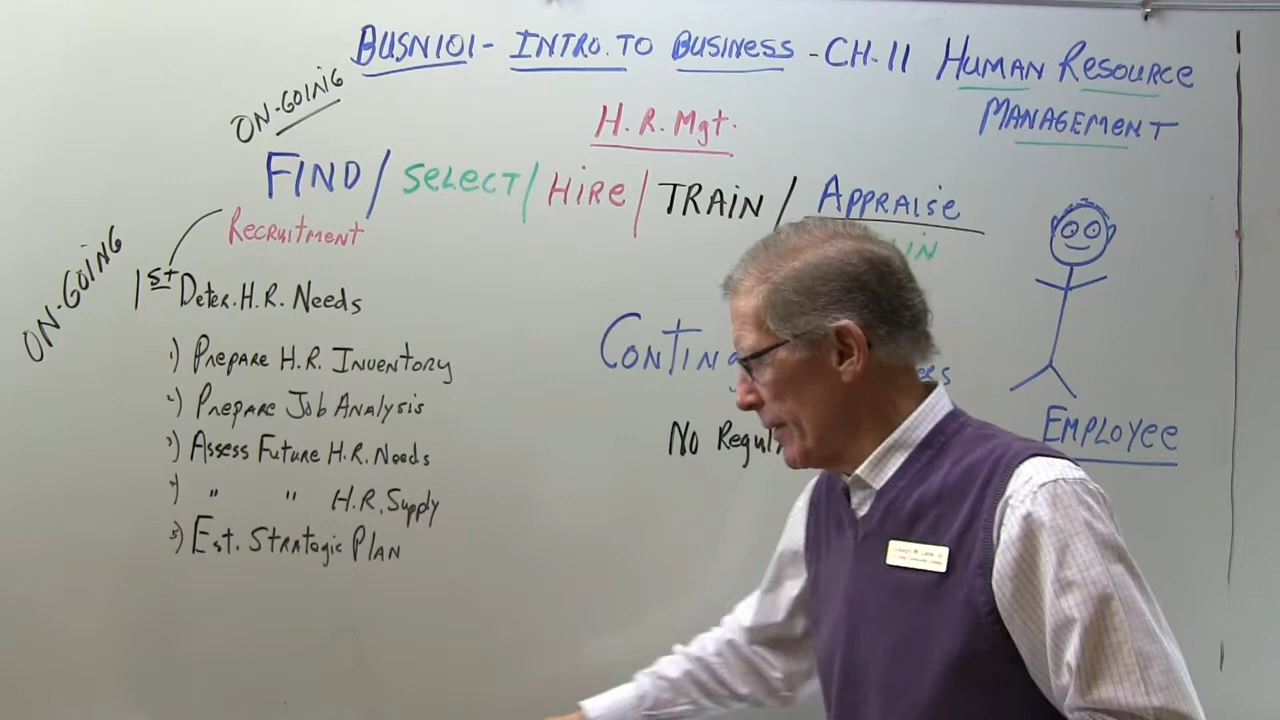 BUSN101 - INTRO. TO BUSINESS - CH. 11 HUMAN RESOURCE
MANAGEMENT
ON-GOING
H.R. Mgt.
FIND / SELECT / HIRE / TRAIN / APPRAISE
RECRUITMENT
ON-GOING
1st DETER. H.R. NEEDS
1) PREPARE H.R. INVENTORY
2) PREPARE JOB ANALYSIS
3) ASSESS FUTURE H.R. NEEDS
4) " " H.R. SUPPLY
5) EST. STRATEGIC PLAN
No
EMPLOYEE